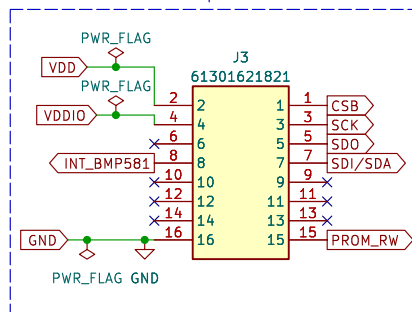 PWR_FLAG
J3
61301621821
VDD
PWR_FLAG
2 2 1 1 CSB
VDDIO
4 4 3 3 SCK
6 6 5 5 SDO
INT_BMP581 8 8 7 7 SDI/SDA
10 10 9 9
12 12 11 11
14 14 13 13
GND 16 16 15 15 PROM_RW
PWR_FLAG GND